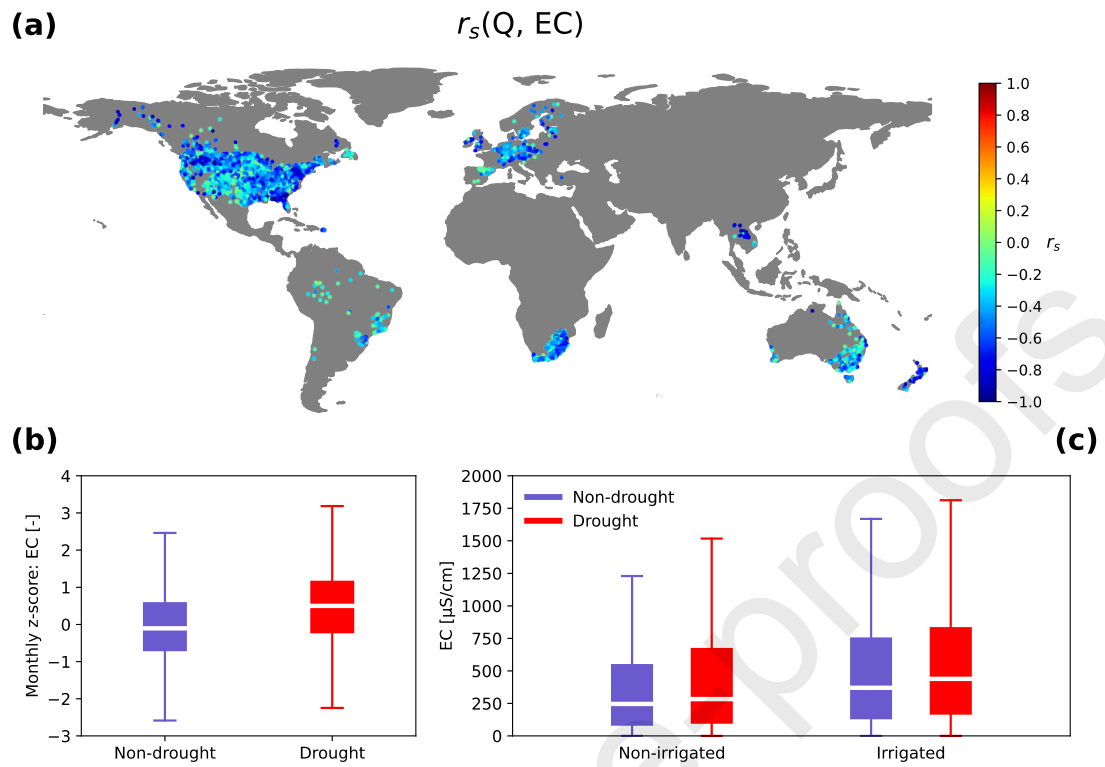 (a)
r_s(Q, EC)
1.0
0.8
0.6
0.4
0.2
0.0
−0.2
−0.4
−0.6
−0.8
−1.0
r_s
(b)
4
3
2
1
0
−1
−2
−3
Monthly z-score: EC [-]
Non-drought
Drought
(c)
2000
1750
1500
1250
1000
750
500
250
0
EC [µS/cm]
Non-drought
Drought
Non-irrigated
Irrigated
e-proofs